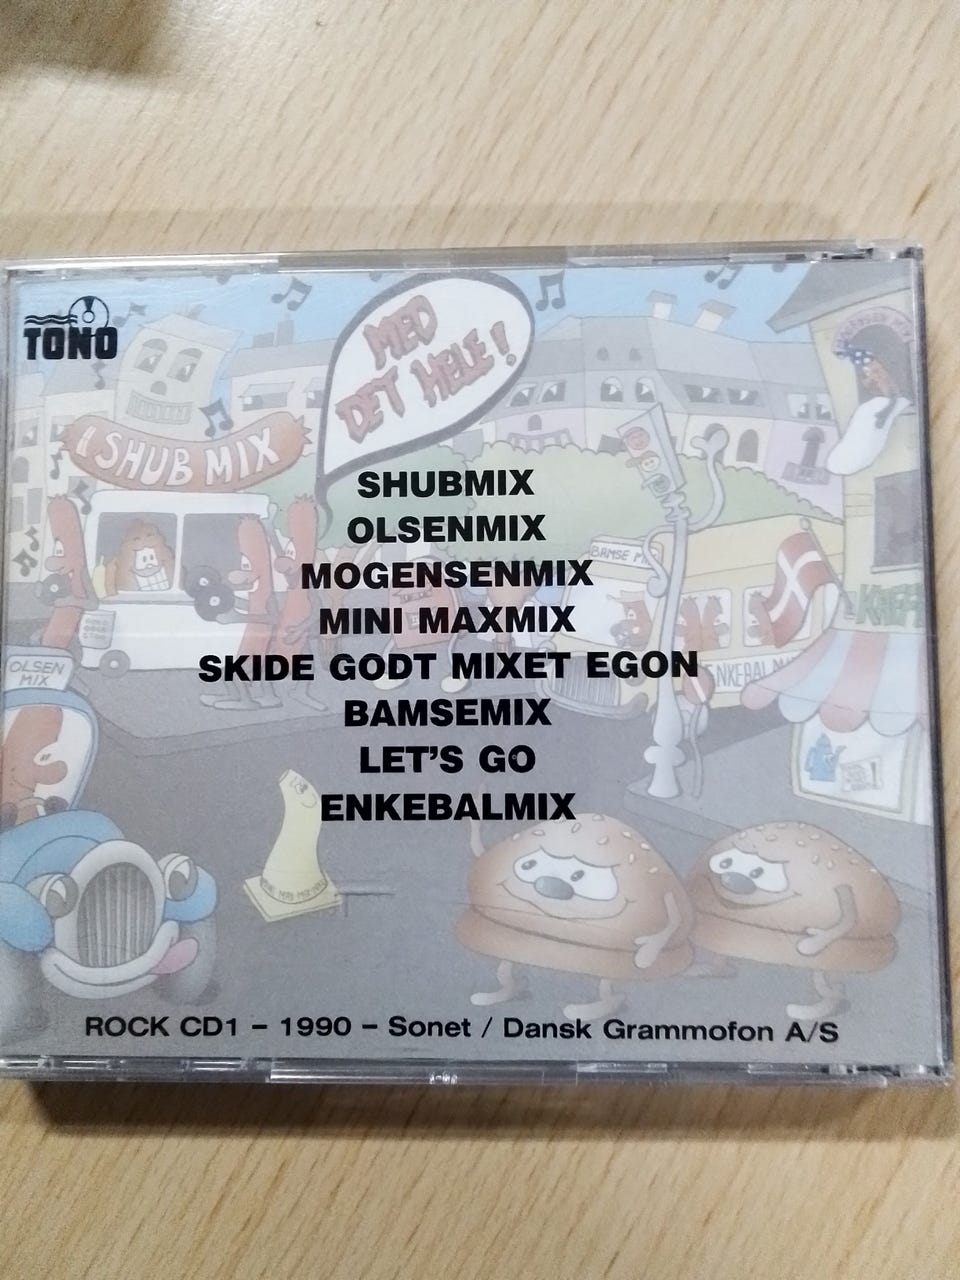 TONO
MED
DET HELE!
SHUB MIX
SHUBMIX
OLSENMIX
MOGENSENMIX
BAMSE
MINI MAXMIX
SKIDE GODT MIXET EGON
OLSEN
MIX
BAMSEMIX
LET'S GO
ENKEBALMIX
ROCK CD1 – 1990 – Sonet / Dansk Grammofon A/S